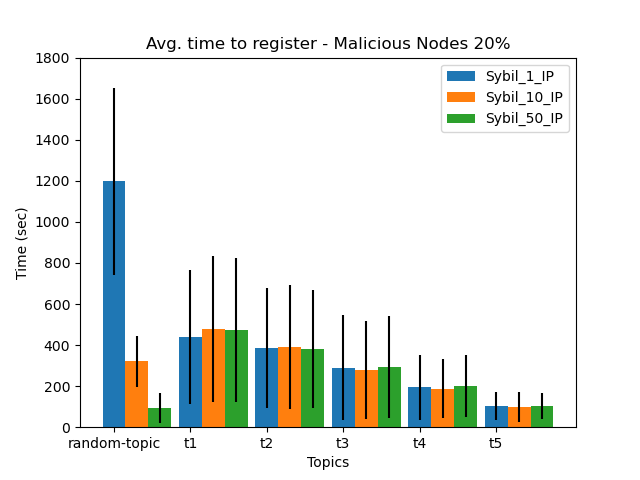 Avg. time to register - Malicious Nodes 20%
Sybil_1_IP
Sybil_10_IP
Sybil_50_IP
Time (sec)
1800
1600
1400
1200
1000
800
600
400
200
0
random-topic t1 t2 t3 t4 t5
Topics